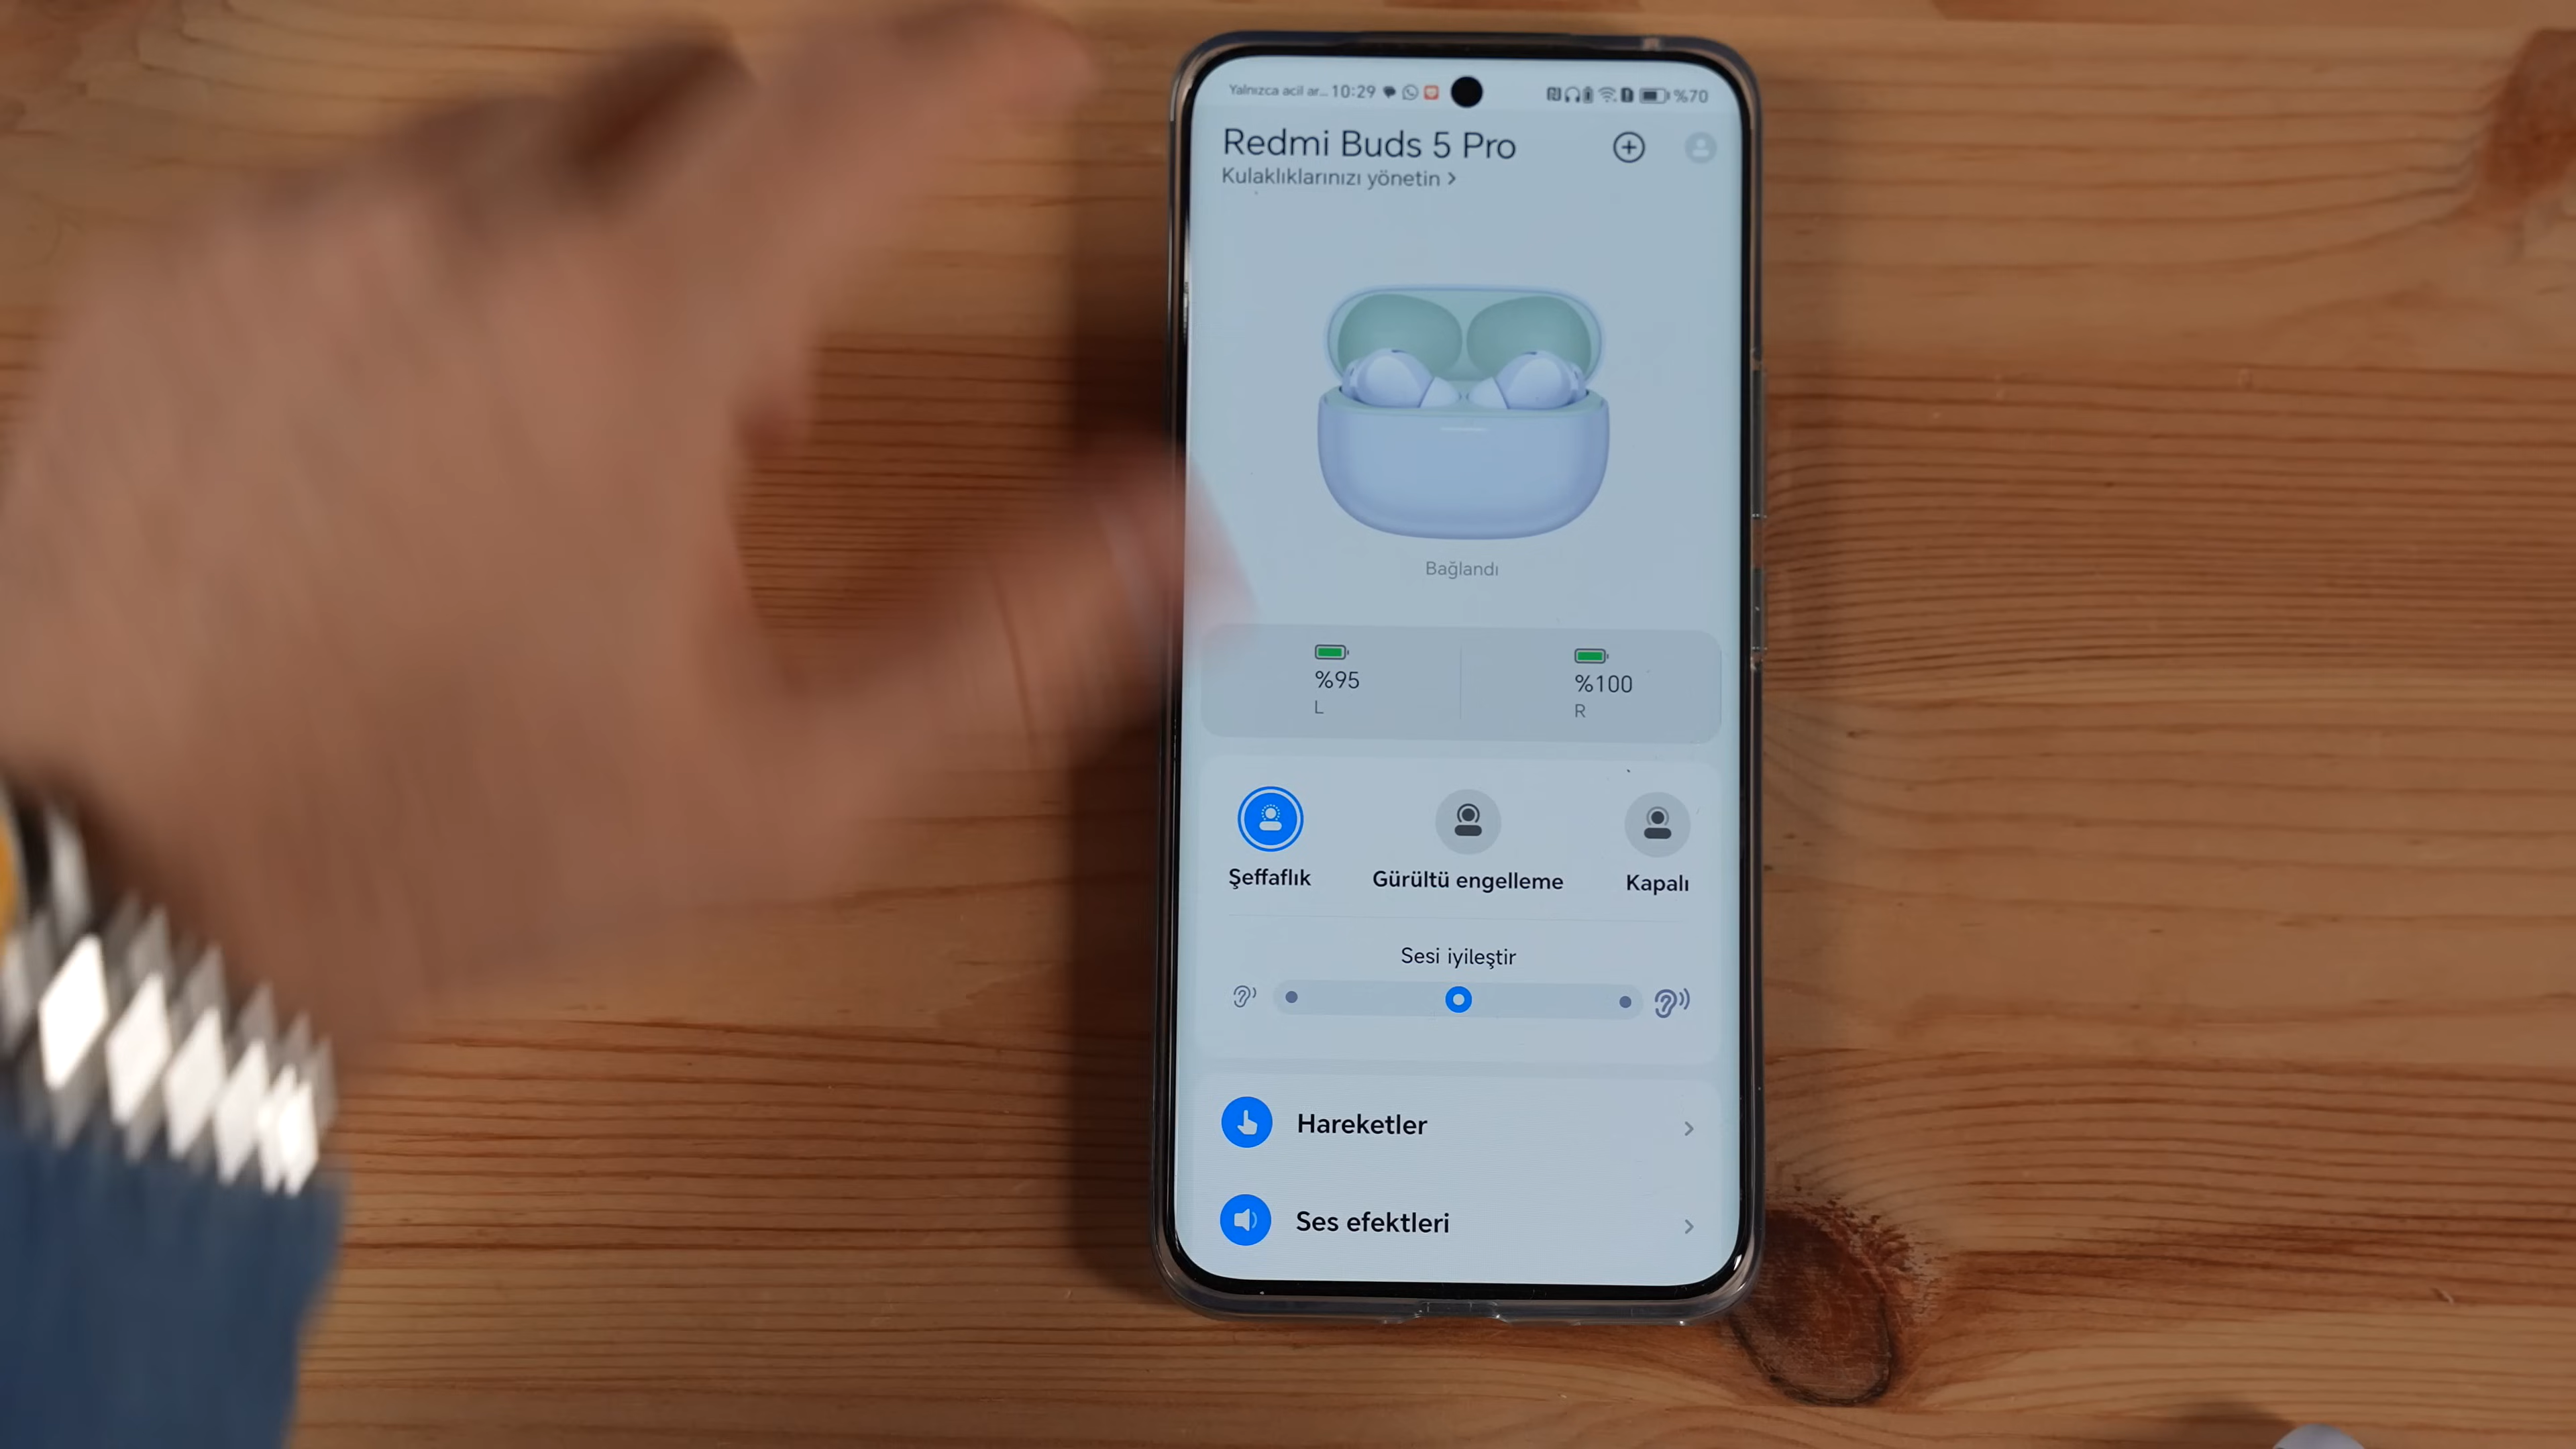 Yalnızca acil ar... 10:29 %70
Redmi Buds 5 Pro
Kulaklıklarınızı yönetin >
Bağlandı
%95 %100
L R
Şeffaflık Gürültü engelleme Kapalı
Sesi iyileştir
Hareketler
Ses efektleri